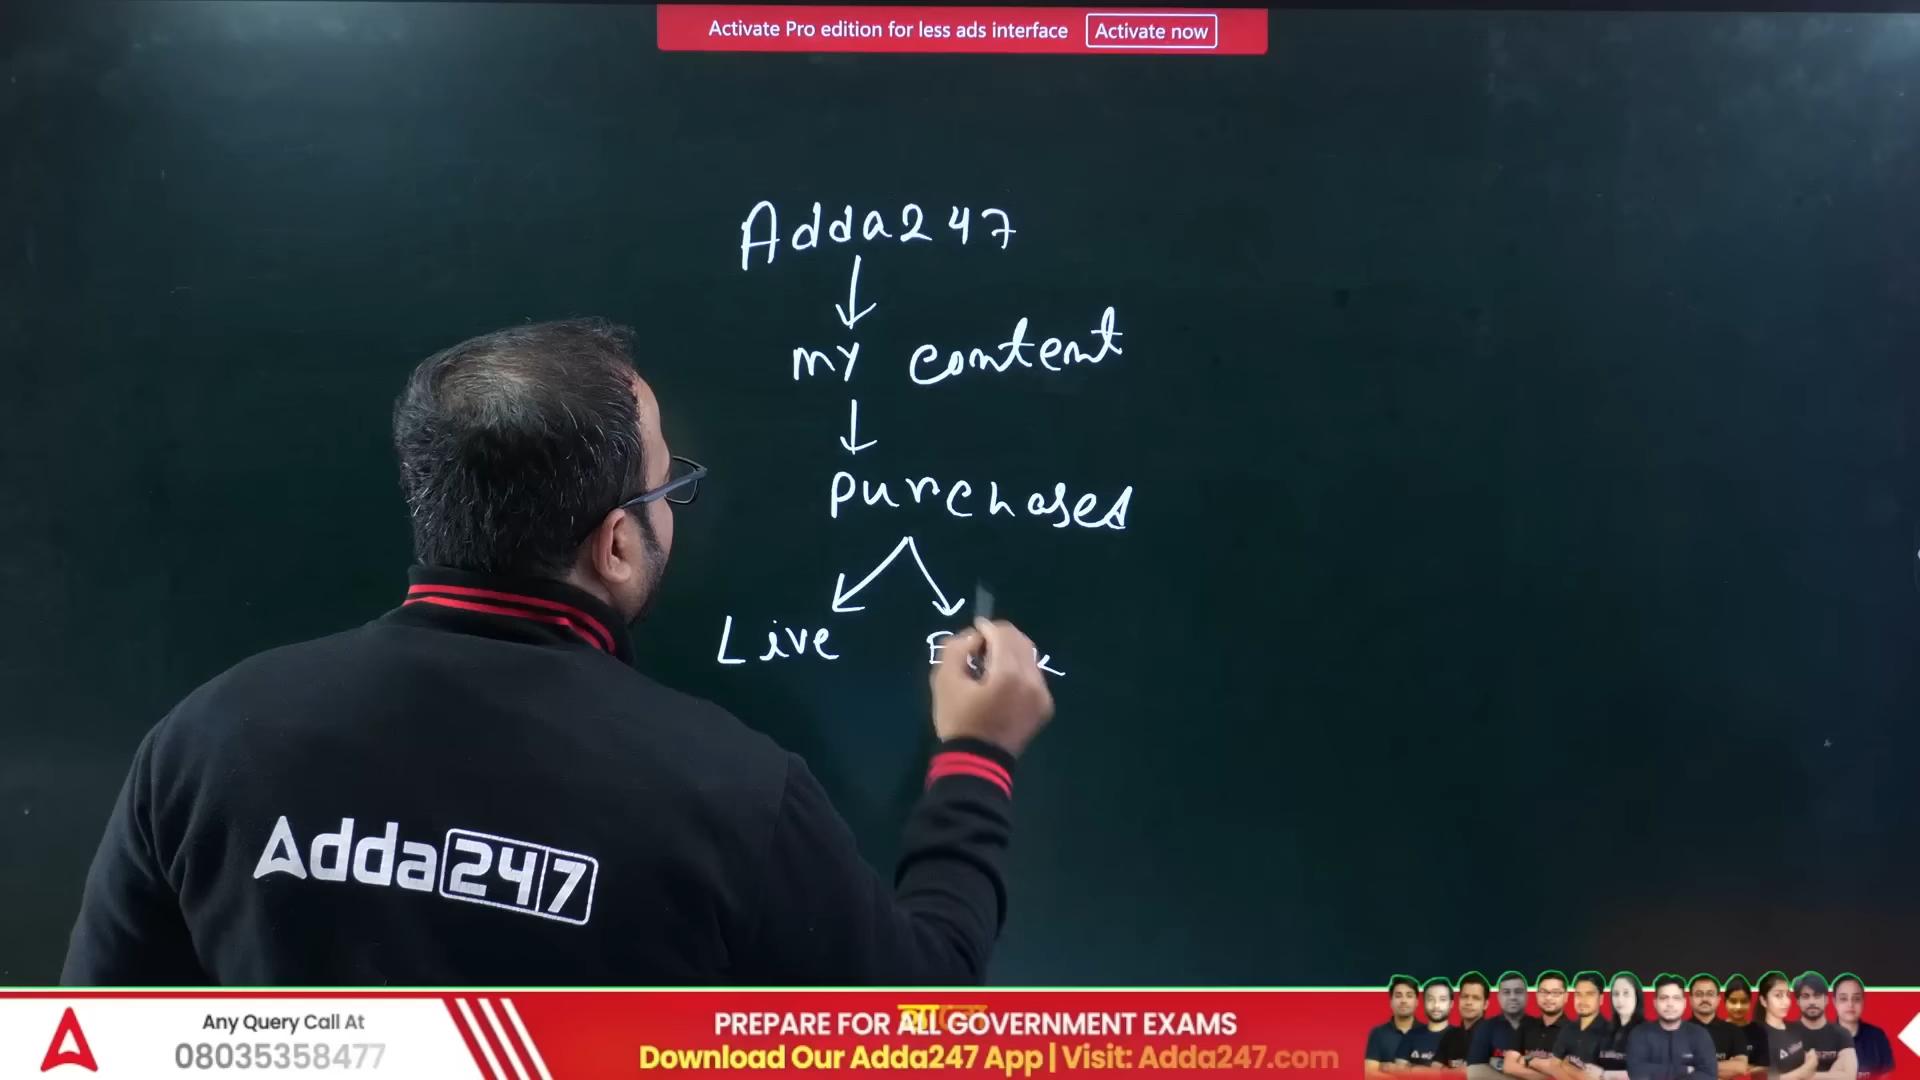 Activate Pro edition for less ads interface Activate now
Adda247
my content
purchased
Live
Adda247
Any Query Call At
08035358477
PREPARE FOR ALL GOVERNMENT EXAMS
Download Our Adda247 App | Visit: Adda247.com